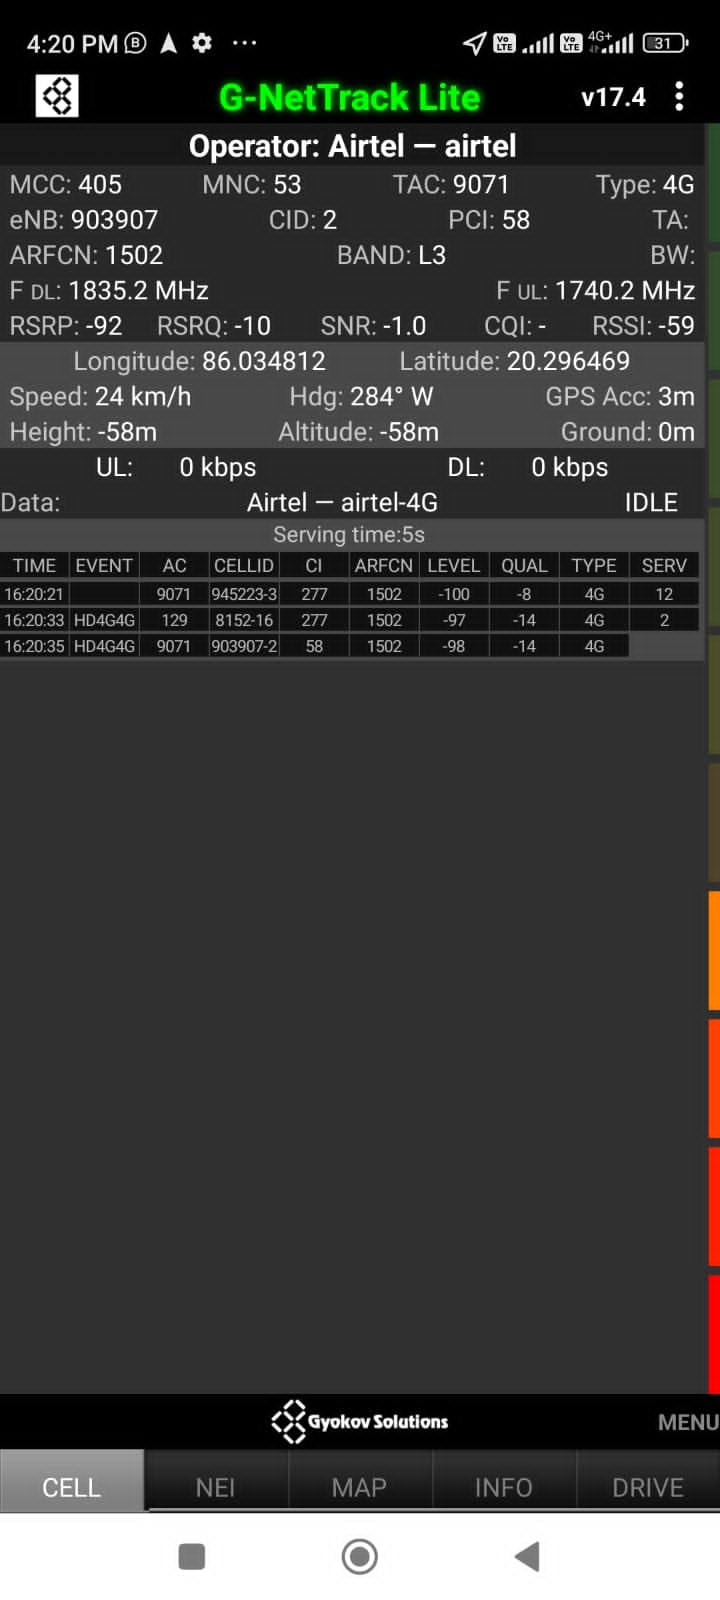 4:20 PM B ...
Vo LTE Vo LTE 4G+ 31
G-NetTrack Lite v17.4
Operator: Airtel — airtel
MCC: 405 MNC: 53 TAC: 9071 Type: 4G
eNB: 903907 CID: 2 PCI: 58 TA:
ARFCN: 1502 BAND: L3 BW:
F DL: 1835.2 MHz F UL: 1740.2 MHz
RSRP: -92 RSRQ: -10 SNR: -1.0 CQI: - RSSI: -59
Longitude: 86.034812 Latitude: 20.296469
Speed: 24 km/h Hdg: 284° W GPS Acc: 3m
Height: -58m Altitude: -58m Ground: 0m
UL: 0 kbps DL: 0 kbps
Data: Airtel — airtel-4G IDLE
Serving time:5s
TIME EVENT AC CELLID CI ARFCN LEVEL QUAL TYPE SERV
16:20:21 9071 945223-3 277 1502 -100 -8 4G 12
16:20:33 HD4G4G 129 8152-16 277 1502 -97 -14 4G 2
16:20:35 HD4G4G 9071 903907-2 58 1502 -98 -14 4G
Gyokov Solutions MENU
CELL NEI MAP INFO DRIVE